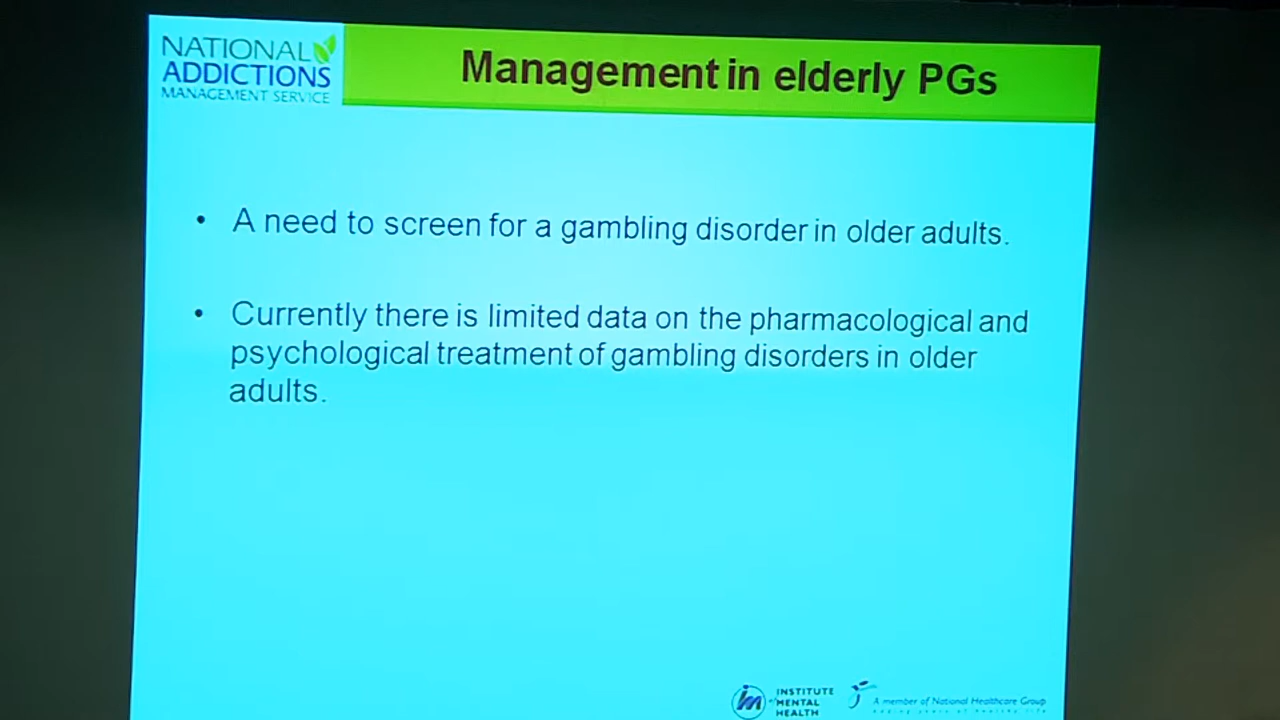 NATIONAL
ADDICTIONS
MANAGEMENT SERVICE
Management in elderly PGs
• A need to screen for a gambling disorder in older adults.
• Currently there is limited data on the pharmacological and
psychological treatment of gambling disorders in older
adults.
INSTITUTE
of MENTAL
HEALTH
A member of National Healthcare Group